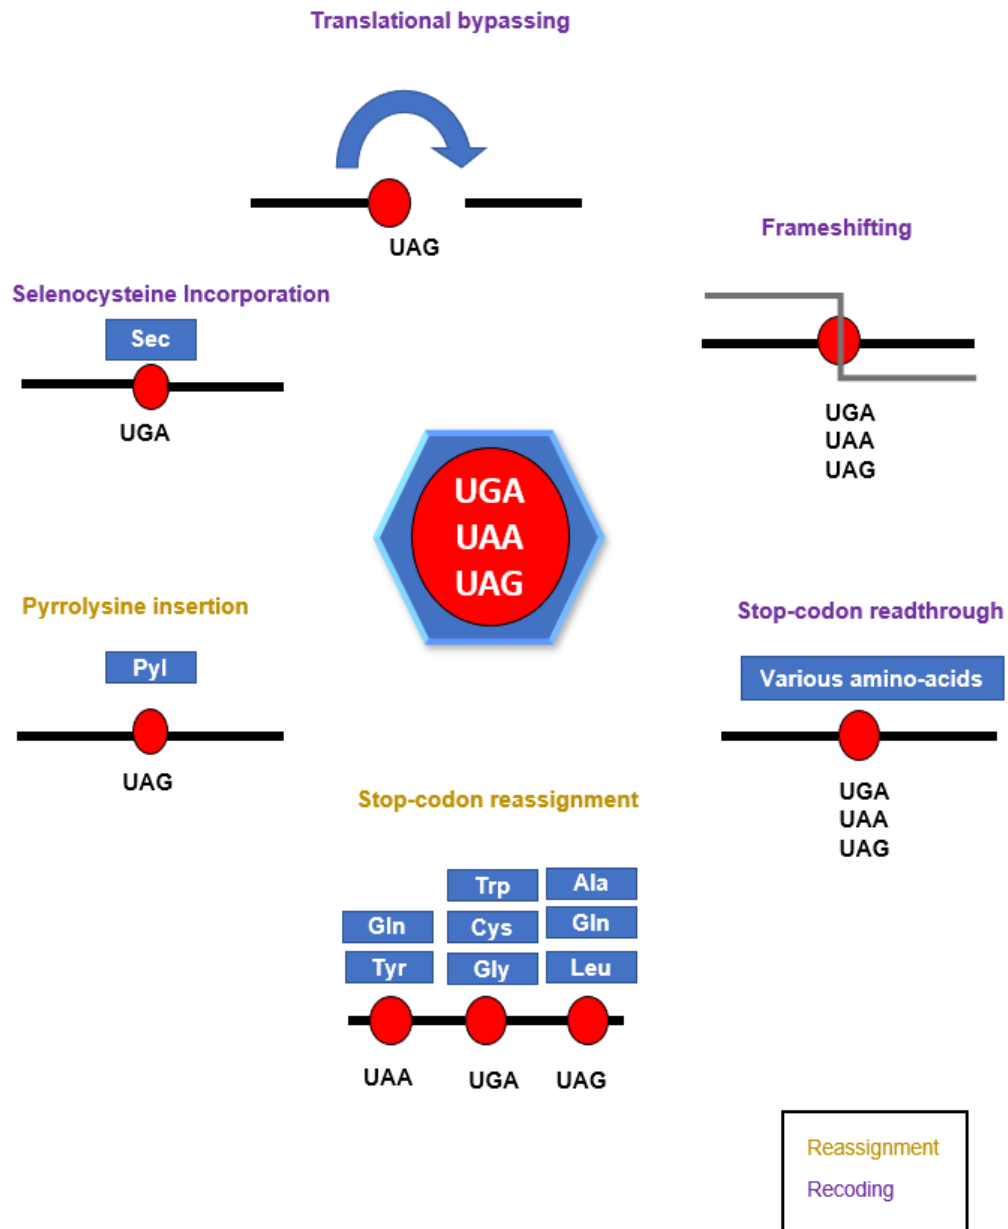 Translational bypassing
UAG
Frameshifting
UGA
UAA
UAG
Selenocysteine Incorporation
Sec
UGA
UGA
UAA
UAG
Pyrrolysine insertion
Pyl
UAG
Stop-codon readthrough
Various amino-acids
UGA
UAA
UAG
Stop-codon reassignment
Trp
Ala
Gln
Cys
Gln
Tyr
Gly
Leu
UAA
UGA
UAG
Reassignment
Recoding